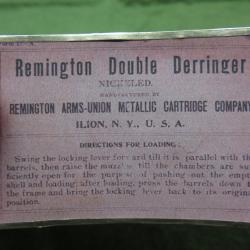 Remington Double Derringer
NICKELED.
MANUFACTURED BY
REMINGTON ARMS-UNION METALLIC CARTRIDGE COMPANY
ILION, N. Y., U. S. A.
DIRECTIONS FOR LOADING:
Swing the locking lever forward till it is parallel with the
barrels, then raise the muzzle till the chambers are suf-
ficiently open for the purpose of pushing out the empty
shell and loading; after loading, press the barrels down to
the frame and bring the locking lever back to its original
position.